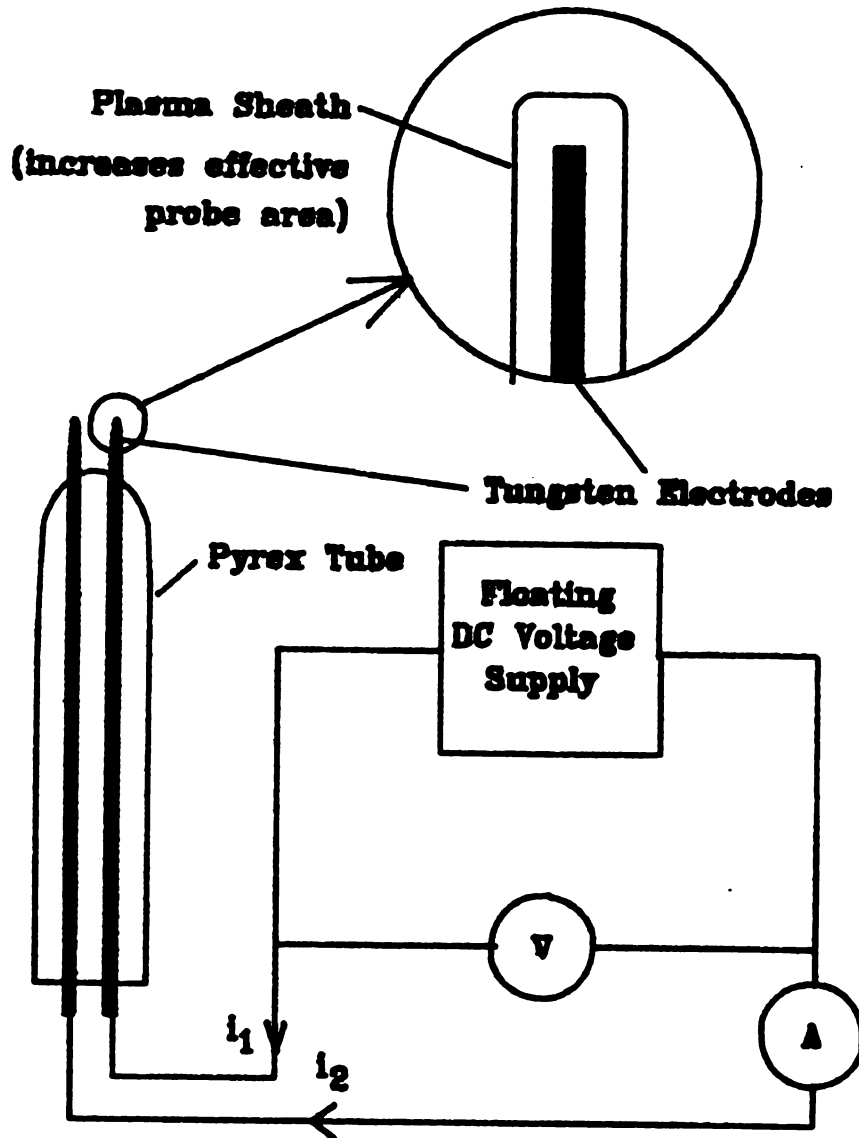 Plasma Sheath
(increases effective
probe area)
Tungsten Electrodes
Pyrex Tube
Floating
DC Voltage
Supply
V
A
i₁
i₂